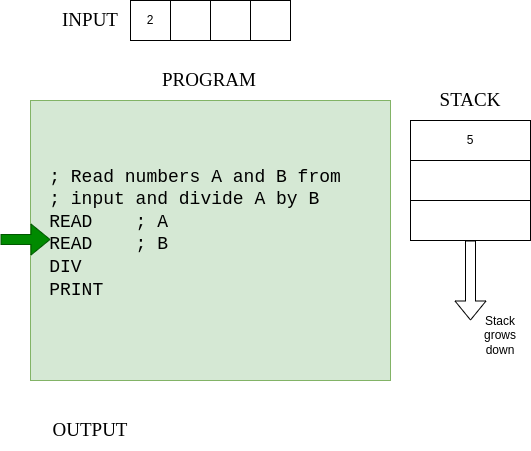 INPUT
2
PROGRAM
STACK
5
; Read numbers A and B from
; input and divide A by B
READ    ; A
READ    ; B
DIV
PRINT
Stack
grows
down
OUTPUT